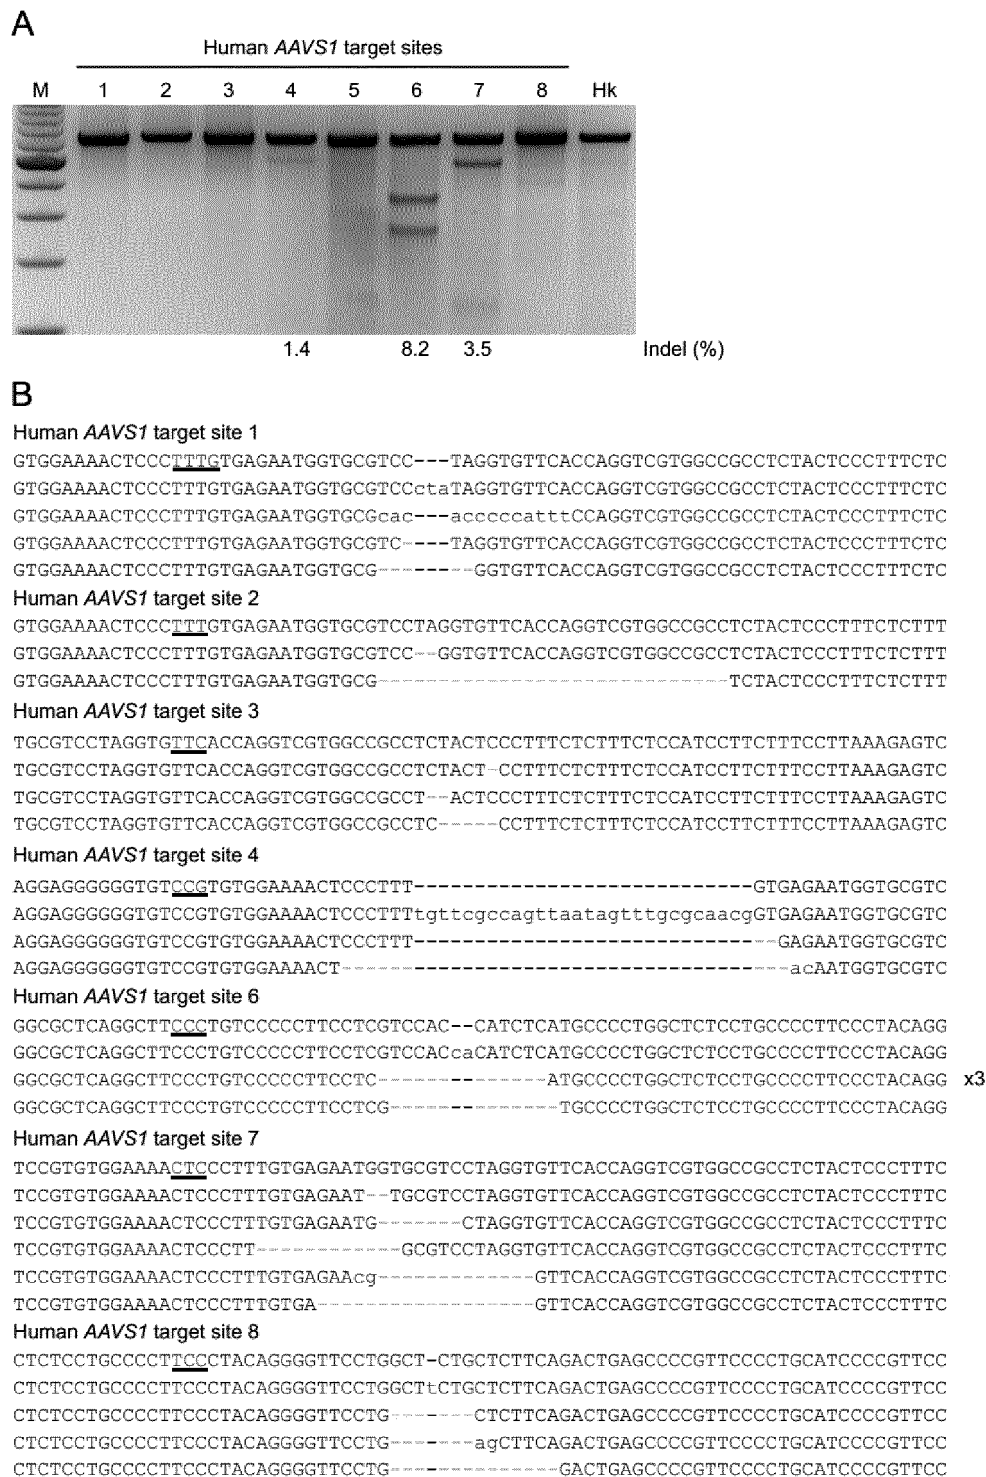 A
Human AAVS1 target sites
M 1 2 3 4 5 6 7 8 Hk
1.4 8.2 3.5 Indel (%)
B
Human AAVS1 target site 1
GTGGAAAACTCCCTTTGTGAGAATGGTGCGTCC---TAGGTGTTCACCAGGTCGTGGCCGCCTCTACTCCCTTTCTC
GTGGAAAACTCCCTTTGTGAGAATGGTGCGTCCctaTAGGTGTTCACCAGGTCGTGGCCGCCTCTACTCCCTTTCTC
GTGGAAAACTCCCTTTGTGAGAATGGTGCGcac---acccccatttCCAGGTCGTGGCCGCCTCTACTCCCTTTCTC
GTGGAAAACTCCCTTTGTGAGAATGGTGCGTC----TAGGTGTTCACCAGGTCGTGGCCGCCTCTACTCCCTTTCTC
GTGGAAAACTCCCTTTGTGAGAATGGTGCG--------GGTGTTCACCAGGTCGTGGCCGCCTCTACTCCCTTTCTC
Human AAVS1 target site 2
GTGGAAAACTCCCTTTGTGAGAATGGTGCGTCCTAGGTGTTCACCAGGTCGTGGCCGCCTCTACTCCCTTTCTCTTT
GTGGAAAACTCCCTTTGTGAGAATGGTGCGTCC--GGTGTTCACCAGGTCGTGGCCGCCTCTACTCCCTTTCTCTTT
GTGGAAAACTCCCTTTGTGAGAATGGTGCG-----------------------------TCTACTCCCTTTCTCTTT
Human AAVS1 target site 3
TGCGTCCTAGGTGTTCACCAGGTCGTGGCCGCCTCTACTCCCTTTCTCTTTCTCCATCCTTCTTTCCTTAAAGAGTC
TGCGTCCTAGGTGTTCACCAGGTCGTGGCCGCCTCTACT-CCTTTCTCTTTCTCCATCCTTCTTTCCTTAAAGAGTC
TGCGTCCTAGGTGTTCACCAGGTCGTGGCCGCCT--ACTCCCTTTCTCTTTCTCCATCCTTCTTTCCTTAAAGAGTC
TGCGTCCTAGGTGTTCACCAGGTCGTGGCCGCCTC-----CCTTTCTCTTTCTCCATCCTTCTTTCCTTAAAGAGTC
Human AAVS1 target site 4
AGGAGGGGGGTGTCCGTGTGGAAAACTCCCTTT----------------------------GTGAGAATGGTGCGTC
AGGAGGGGGGTGTCCGTGTGGAAAACTCCCTTTtgttcgccagttaatagtttgcgcaacgGTGAGAATGGTGCGTC
AGGAGGGGGGTGTCCGTGTGGAAAACTCCCTTT------------------------------GAGAATGGTGCGTC
AGGAGGGGGGTGTCCGTGTGGAAAACT-------------------------------------acAATGGTGCGTC
Human AAVS1 target site 6
GGCGCTCAGGCTTCCCTGTCCCCCTTCCTCGTCCAC--CATCTCATGCCCCTGGCTCTCCTGCCCCTTCCCTACAGG
GGCGCTCAGGCTTCCCTGTCCCCCTTCCTCGTCCACcaCATCTCATGCCCCTGGCTCTCCTGCCCCTTCCCTACAGG
GGCGCTCAGGCTTCCCTGTCCCCCTTCCTC--------------ATGCCCCTGGCTCTCCTGCCCCTTCCCTACAGG x3
GGCGCTCAGGCTTCCCTGTCCCCCTTCCTCG--------------TGCCCCTGGCTCTCCTGCCCCTTCCCTACAGG
Human AAVS1 target site 7
TCCGTGTGGAAAACTCCCTTTGTGAGAATGGTGCGTCCTAGGTGTTCACCAGGTCGTGGCCGCCTCTACTCCCTTTC
TCCGTGTGGAAAACTCCCTTTGTGAGAAT--TGCGTCCTAGGTGTTCACCAGGTCGTGGCCGCCTCTACTCCCTTTC
TCCGTGTGGAAAACTCCCTTTGTGAGAATG-------CTAGGTGTTCACCAGGTCGTGGCCGCCTCTACTCCCTTTC
TCCGTGTGGAAAACTCCCTT------------GCGTCCTAGGTGTTCACCAGGTCGTGGCCGCCTCTACTCCCTTTC
TCCGTGTGGAAAACTCCCTTTGTGAGAAcg-------------GTTCACCAGGTCGTGGCCGCCTCTACTCCCTTTC
TCCGTGTGGAAAACTCCCTTTGTGA------------------GTTCACCAGGTCGTGGCCGCCTCTACTCCCTTTC
Human AAVS1 target site 8
CTCTCCTGCCCCTTCCCTACAGGGGTTCCTGGCT-CTGCTCTTCAGACTGAGCCCCGTTCCCCTGCATCCCCGTTCC
CTCTCCTGCCCCTTCCCTACAGGGGTTCCTGGCTtCTGCTCTTCAGACTGAGCCCCGTTCCCCTGCATCCCCGTTCC
CTCTCCTGCCCCTTCCCTACAGGGGTTCCTG-------CTCTTCAGACTGAGCCCCGTTCCCCTGCATCCCCGTTCC
CTCTCCTGCCCCTTCCCTACAGGGGTTCCTG-------agCTTCAGACTGAGCCCCGTTCCCCTGCATCCCCGTTCC
CTCTCCTGCCCCTTCCCTACAGGGGTTCCTG--------------GACTGAGCCCCGTTCCCCTGCATCCCCGTTCC